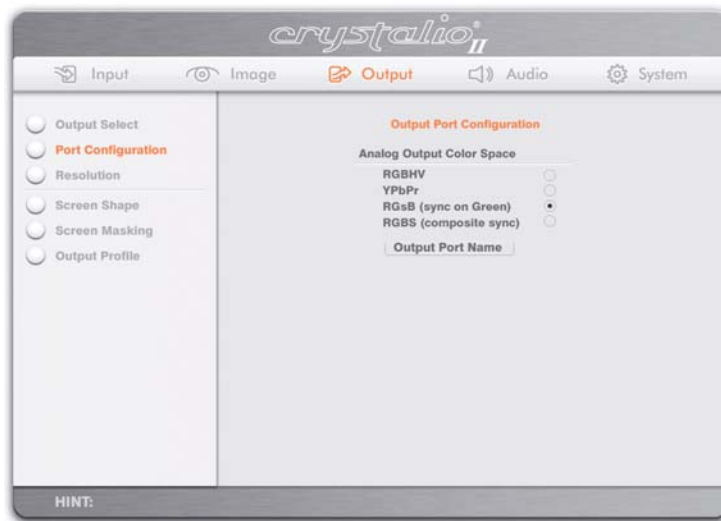 crystalio® II
Input Image Output Audio System
Output Select
Port Configuration
Resolution
Screen Shape
Screen Masking
Output Profile
Output Port Configuration
Analog Output Color Space
RGBHV
YPbPr
RGsB (sync on Green)
RGBS (composite sync)
Output Port Name
HINT: